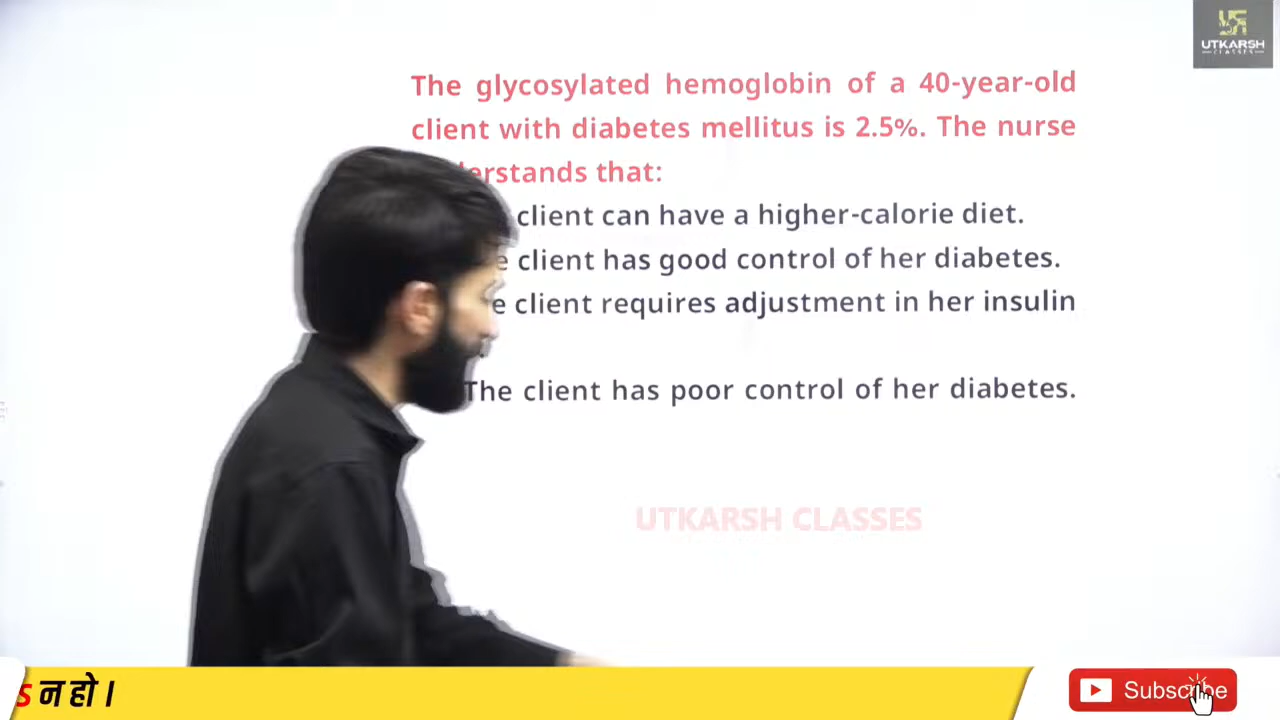 UTKARSH
CLASSES
The glycosylated hemoglobin of a 40-year-old
client with diabetes mellitus is 2.5%. The nurse
that:
client can have a higher-calorie diet.
client has good control of her diabetes.
client requires adjustment in her insulin
The client has poor control of her diabetes.
UTKARSH CLASSES
न हो।
Subscribe